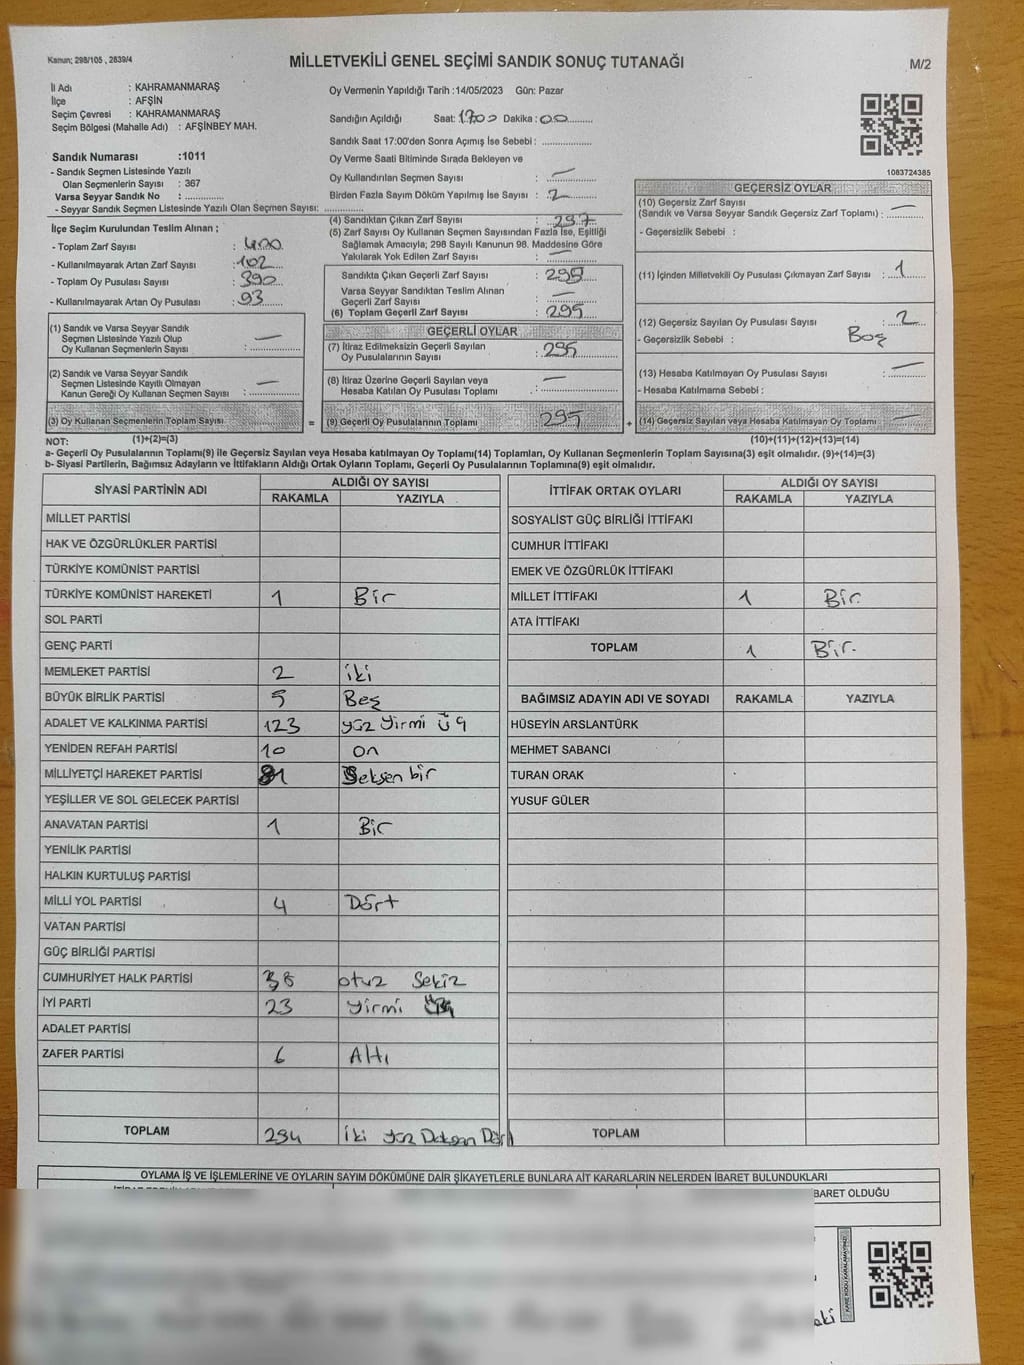 Kanun; 298/105 , 2839/4
MİLLETVEKİLİ GENEL SEÇİMİ SANDIK SONUÇ TUTANAĞI
M/2
İl Adı : KAHRAMANMARAŞ
İlçe : AFŞİN
Seçim Çevresi : KAHRAMANMARAŞ
Seçim Bölgesi (Mahalle Adı) : AFŞİNBEY MAH.
Sandık Numarası :1011
- Sandık Seçmen Listesinde Yazılı
Olan Seçmenlerin Sayısı : 367
Varsa Seyyar Sandık No :
- Seyyar Sandık Seçmen Listesinde Yazılı Olan Seçmen Sayısı:
İlçe Seçim Kurulundan Teslim Alınan ;
- Toplam Zarf Sayısı : 400
- Kullanılmayarak Artan Zarf Sayısı : 102
- Toplam Oy Pusulası Sayısı : 390
- Kullanılmayarak Artan Oy Pusulası : 93
Oy Vermenin Yapıldığı Tarih :14/05/2023 Gün: Pazar
Sandığın Açıldığı Saat: 1700 Dakika : 00
Sandık Saat 17:00'den Sonra Açımış İse Sebebi :
Oy Verme Saati Bitiminde Sırada Bekleyen ve
Oy Kullandırılan Seçmen Sayısı : —
Birden Fazla Sayım Döküm Yapılmış İse Sayısı : 2
(4) Sandıktan Çıkan Zarf Sayısı : 297
(5) Zarf Sayısı Oy Kullanan Seçmen Sayısından Fazla İse, Eşitliği
Sağlamak Amacıyla; 298 Sayılı Kanunun 98. Maddesine Göre
Yakılarak Yok Edilen Zarf Sayısı : —
Sandıkta Çıkan Geçerli Zarf Sayısı : 295
Varsa Seyyar Sandıktan Teslim Alınan
Geçerli Zarf Sayısı : —
(6) Toplam Geçerli Zarf Sayısı : 295
1083724385
GEÇERSİZ OYLAR
(10) Geçersiz Zarf Sayısı
(Sandık ve Varsa Seyyar Sandık Geçersiz Zarf Toplamı) : —
- Geçersizlik Sebebi :
(11) İçinden Milletvekili Oy Pusulası Çıkmayan Zarf Sayısı : 1
(12) Geçersiz Sayılan Oy Pusulası Sayısı : 2
- Geçersizlik Sebebi : Boş
(13) Hesaba Katılmayan Oy Pusulası Sayısı : —
- Hesaba Katılmama Sebebi :
(1) Sandık ve Varsa Seyyar Sandık
Seçmen Listesinde Yazılı Olup
Oy Kullanan Seçmenlerin Sayısı : —
(2) Sandık ve Varsa Seyyar Sandık
Seçmen Listesinde Kayıtlı Olmayan
Kanun Gereği Oy Kullanan Seçmen Sayısı : —
GEÇERLİ OYLAR
(7) İtiraz Edilmeksizin Geçerli Sayılan
Oy Pusulalarının Sayısı : 295
(8) İtiraz Üzerine Geçerli Sayılan veya
Hesaba Katılan Oy Pusulası Toplamı : —
(3) Oy Kullanan Seçmenlerin Toplam Sayısı = (9) Geçerli Oy Pusulalarının Toplamı 295 + (14) Geçersiz Sayılan veya Hesaba Katılmayan Oy Toplamı —
NOT: (1)+(2)=(3) (10)+(11)+(12)+(13)=(14)
a- Geçerli Oy Pusulalarının Toplamı(9) ile Geçersiz Sayılan veya Hesaba katılmayan Oy Toplamı(14) Toplamları, Oy Kullanan Seçmenlerin Toplam Sayısına(3) eşit olmalıdır. (9)+(14)=(3)
b- Siyasi Partilerin, Bağımsız Adayların ve İttifakların Aldığı Ortak Oyların Toplamı, Geçerli Oy Pusulalarının Toplamına(9) eşit olmalıdır.
SİYASİ PARTİNİN ADI ALDIĞI OY SAYISI
RAKAMLA YAZIYLA
MİLLET PARTİSİ
HAK VE ÖZGÜRLÜKLER PARTİSİ
TÜRKİYE KOMÜNİST PARTİSİ
TÜRKİYE KOMÜNİST HAREKETİ 1 Bir
SOL PARTİ
GENÇ PARTİ
MEMLEKET PARTİSİ 2 iki
BÜYÜK BİRLİK PARTİSİ 5 Beş
ADALET VE KALKINMA PARTİSİ 123 yüz yirmi üç
YENİDEN REFAH PARTİSİ 10 on
MİLLİYETÇİ HAREKET PARTİSİ 81 Seksen bir
YEŞİLLER VE SOL GELECEK PARTİSİ
ANAVATAN PARTİSİ 1 Bir
YENİLİK PARTİSİ
HALKIN KURTULUŞ PARTİSİ
MİLLİ YOL PARTİSİ 4 Dört
VATAN PARTİSİ
GÜÇ BİRLİĞİ PARTİSİ
CUMHURİYET HALK PARTİSİ 38 otuz Sekiz
İYİ PARTİ 23 yirmi üç
ADALET PARTİSİ
ZAFER PARTİSİ 6 Altı
TOPLAM 294 iki yüz Doksan Dört
İTTİFAK ORTAK OYLARI ALDIĞI OY SAYISI
RAKAMLA YAZIYLA
SOSYALİST GÜÇ BİRLİĞİ İTTİFAKI
CUMHUR İTTİFAKI
EMEK VE ÖZGÜRLÜK İTTİFAKI
MİLLET İTTİFAKI 1 Bir
ATA İTTİFAKI
TOPLAM 1 Bir
BAĞIMSIZ ADAYIN ADI VE SOYADI RAKAMLA YAZIYLA
HÜSEYİN ARSLANTÜRK
MEHMET SABANCI
TURAN ORAK
YUSUF GÜLER
TOPLAM
OYLAMA İŞ VE İŞLEMLERİNE VE OYLARIN SAYIM DÖKÜMÜNE DAİR ŞİKAYETLERLE BUNLARA AİT KARARLARIN NELERDEN İBARET BULUNDUKLARI
BARET OLDUĞU